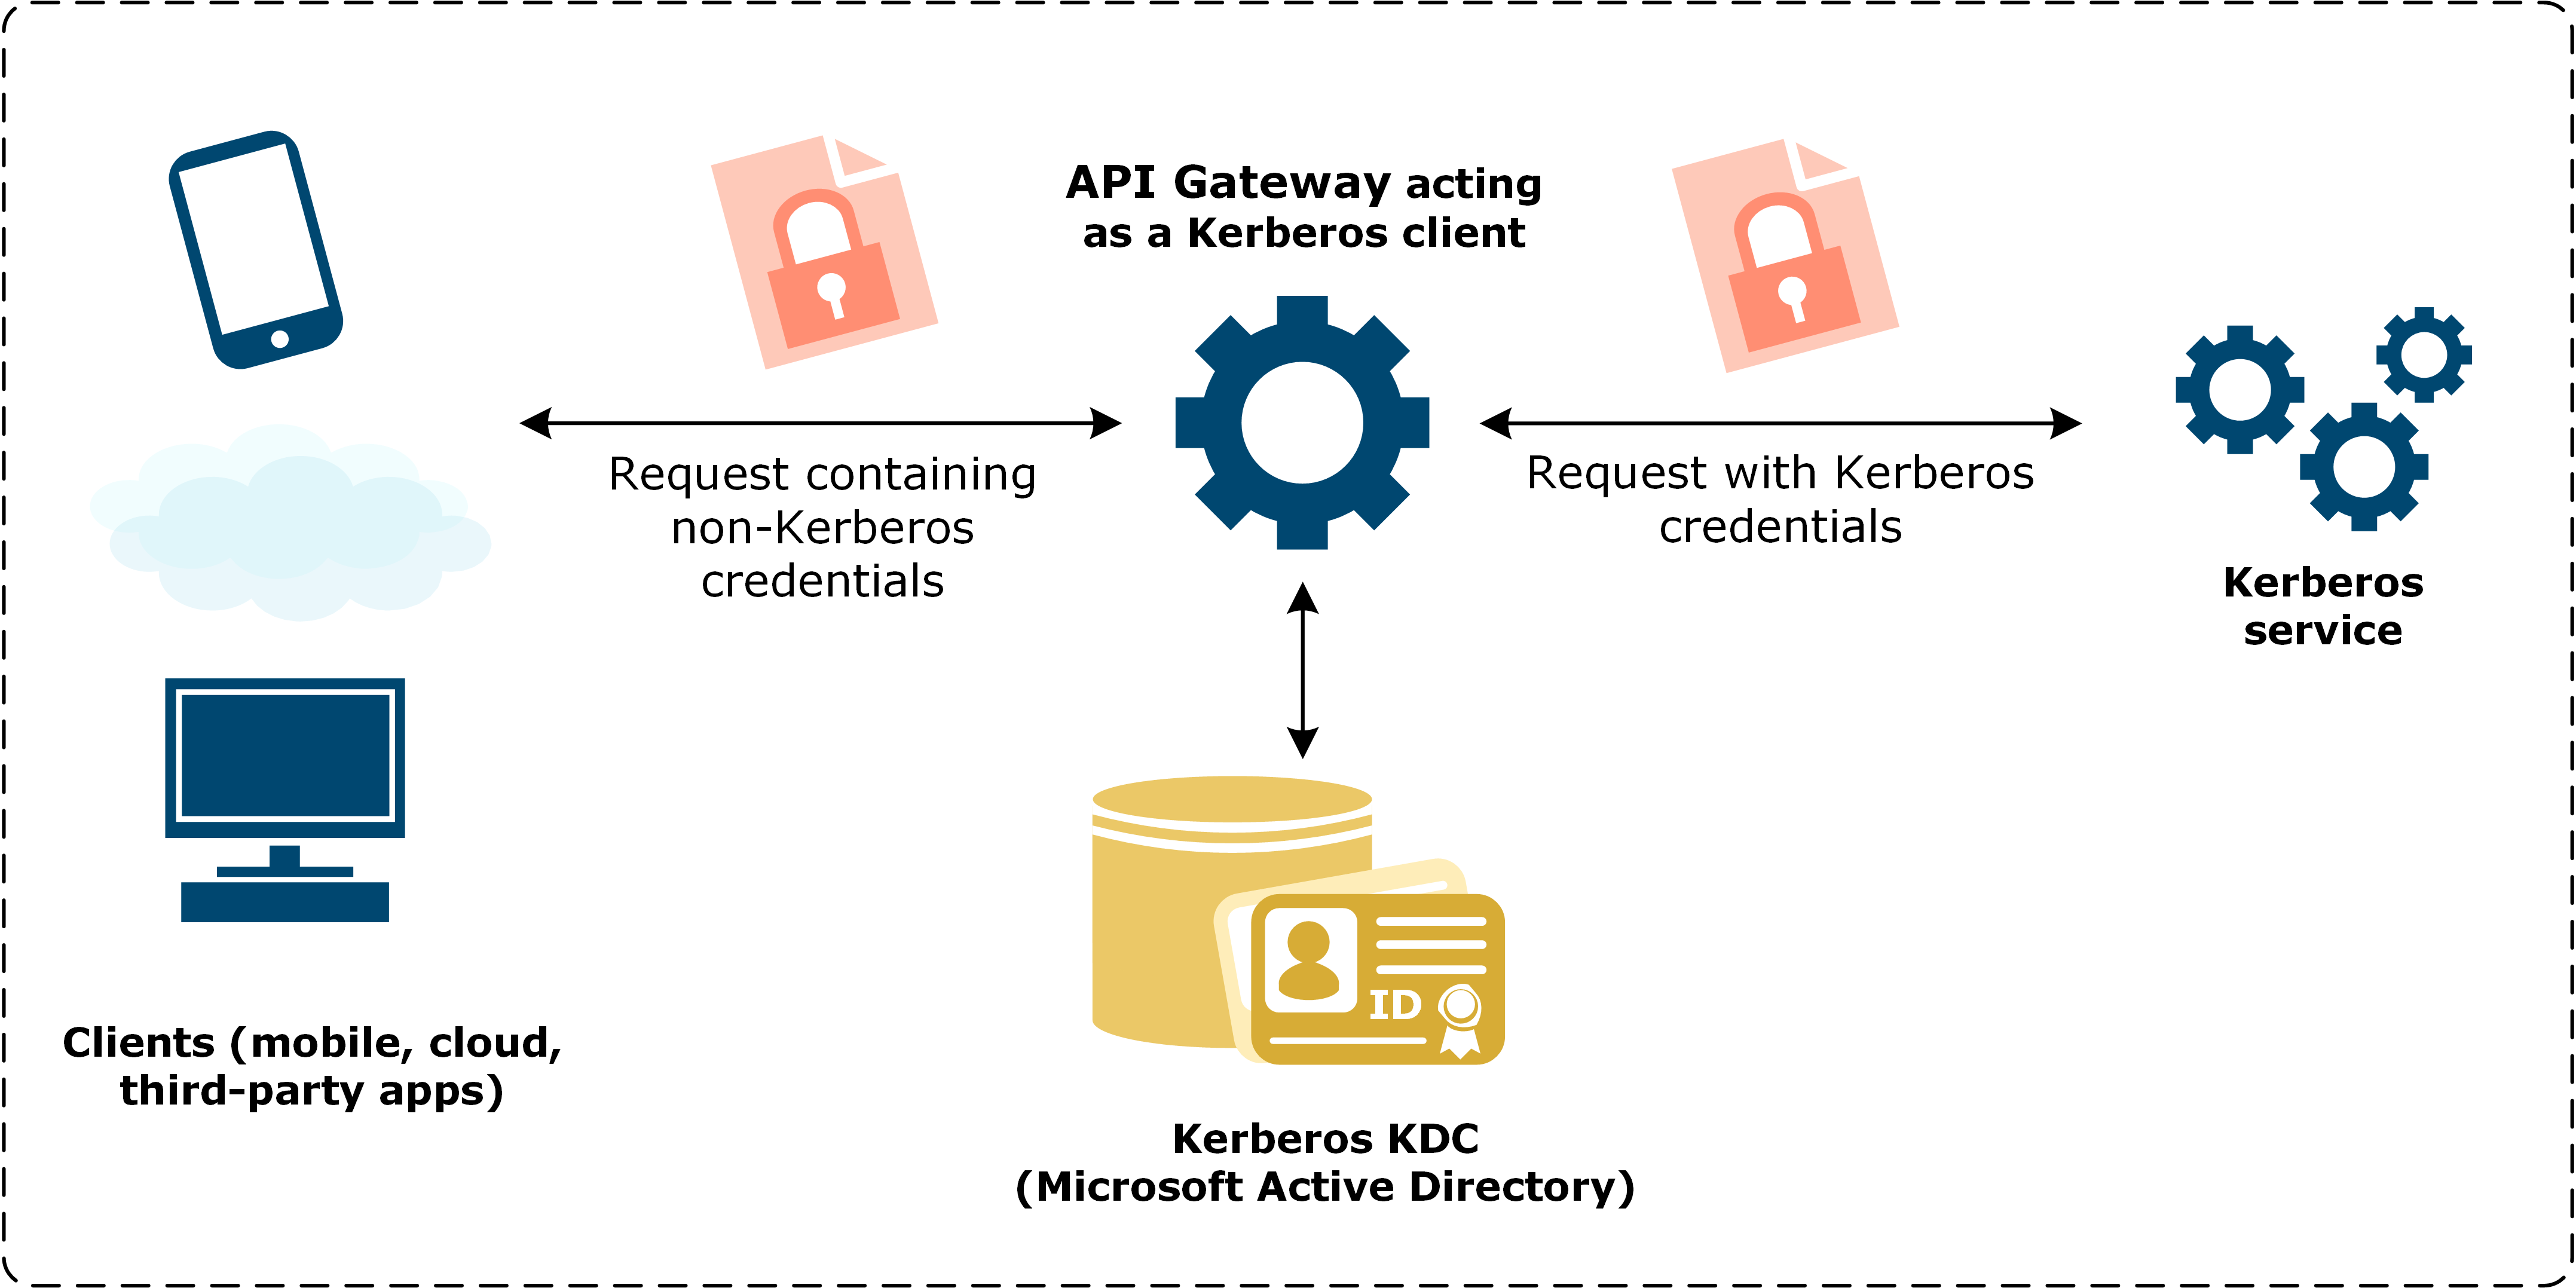 API Gateway acting
as a Kerberos client
Request containing
non-Kerberos
credentials
Request with Kerberos
credentials
Kerberos
service
ID
Clients (mobile, cloud,
third-party apps)
Kerberos KDC
(Microsoft Active Directory)